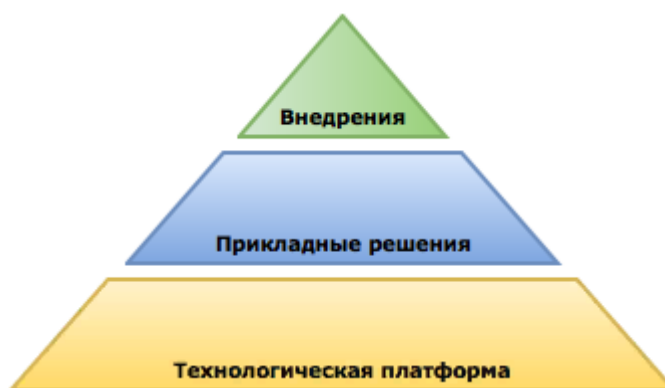 Внедрения
Прикладные решения
Технологическая платформа